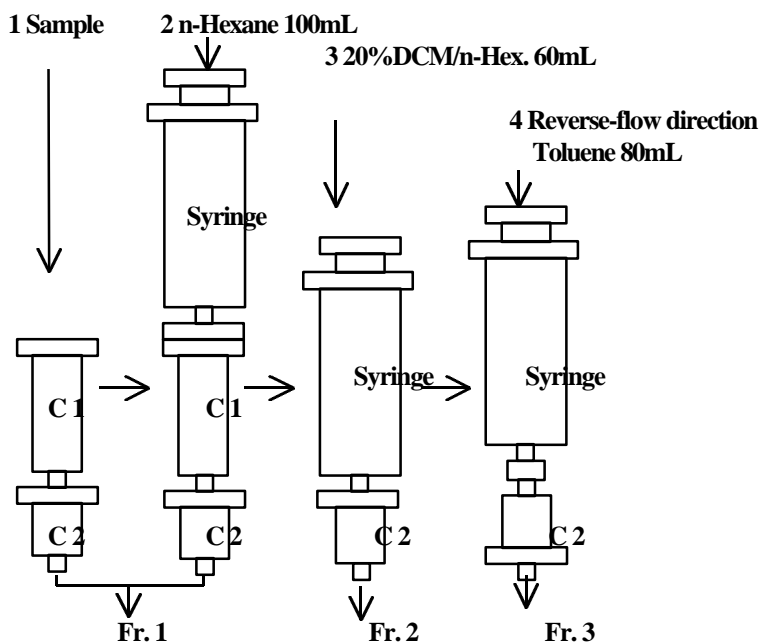 1 Sample
2 n-Hexane 100mL
3 20%DCM/n-Hex. 60mL
4 Reverse-flow direction
Toluene 80mL
Syringe
Syringe
Syringe
C 1
C 1
C 2
C 2
C 2
C 2
Fr. 1
Fr. 2
Fr. 3